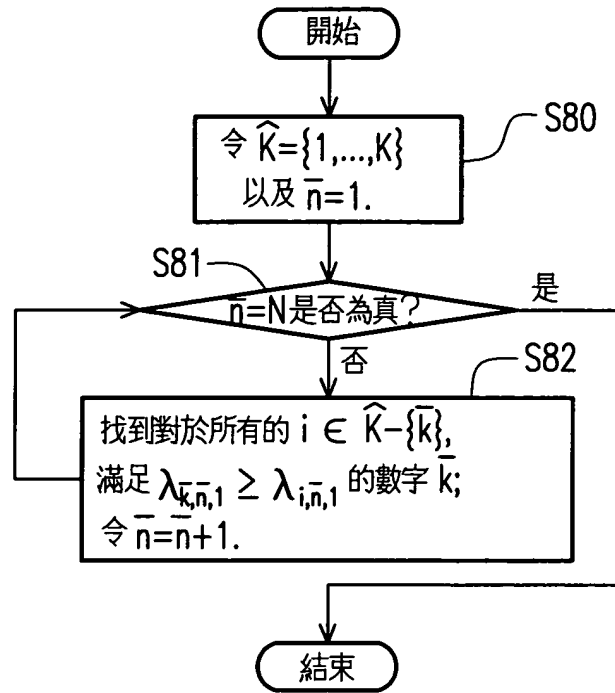 開始
S80
令 K̂={1,...,K}
以及 n̄=1.
S81
n̄=N是否為真?
是
否
S82
找到對於所有的 i ∈ K̂-{k̄},
滿足 λk̄,n̄,1 ≥ λi,n̄,1 的數字 k̄;
令 n̄=n̄+1.
結束